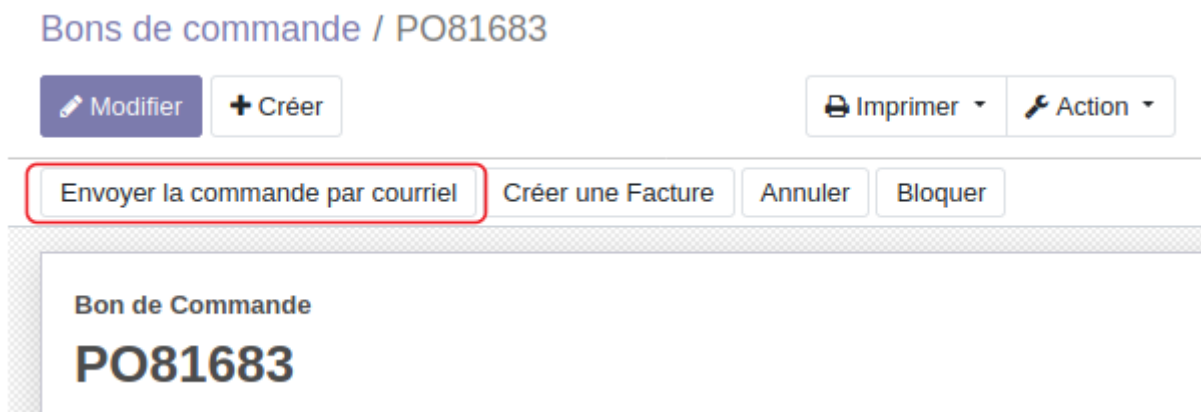 Bons de commande / PO81683
Modifier Créer Imprimer Action
Envoyer la commande par courriel Créer une Facture Annuler Bloquer
Bon de Commande
PO81683